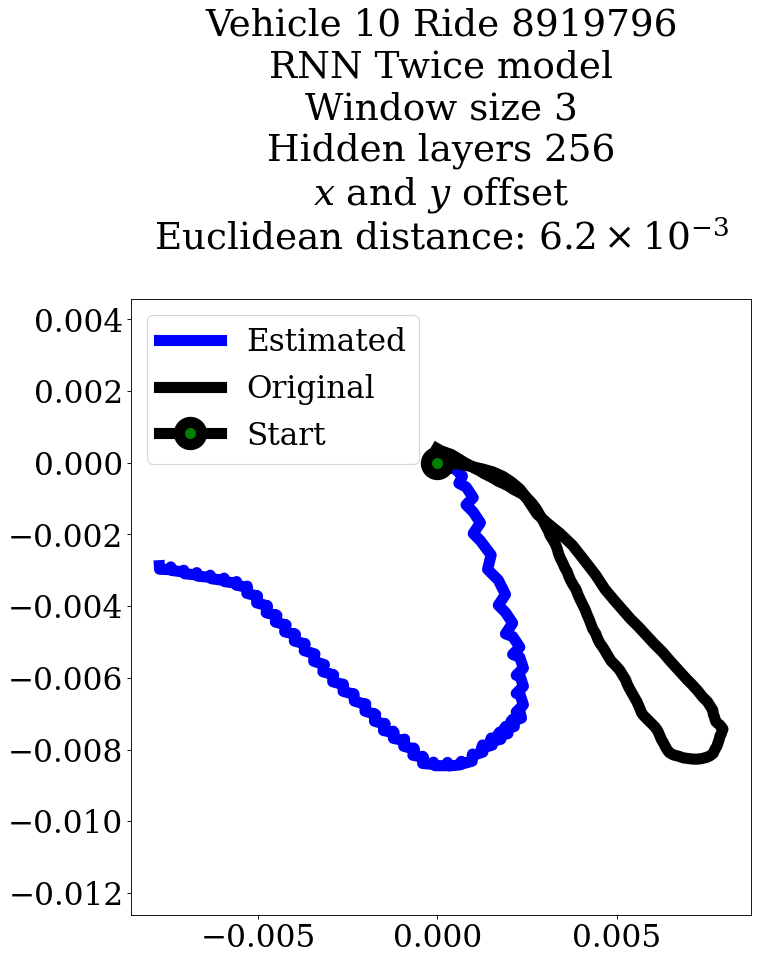 Vehicle 10 Ride 8919796
RNN Twice model
Window size 3
Hidden layers 256
x and y offset
Euclidean distance: 6.2 × 10⁻³
Estimated
Original
Start
0.004
0.002
0.000
−0.002
−0.004
−0.006
−0.008
−0.010
−0.012
−0.005 0.000 0.005